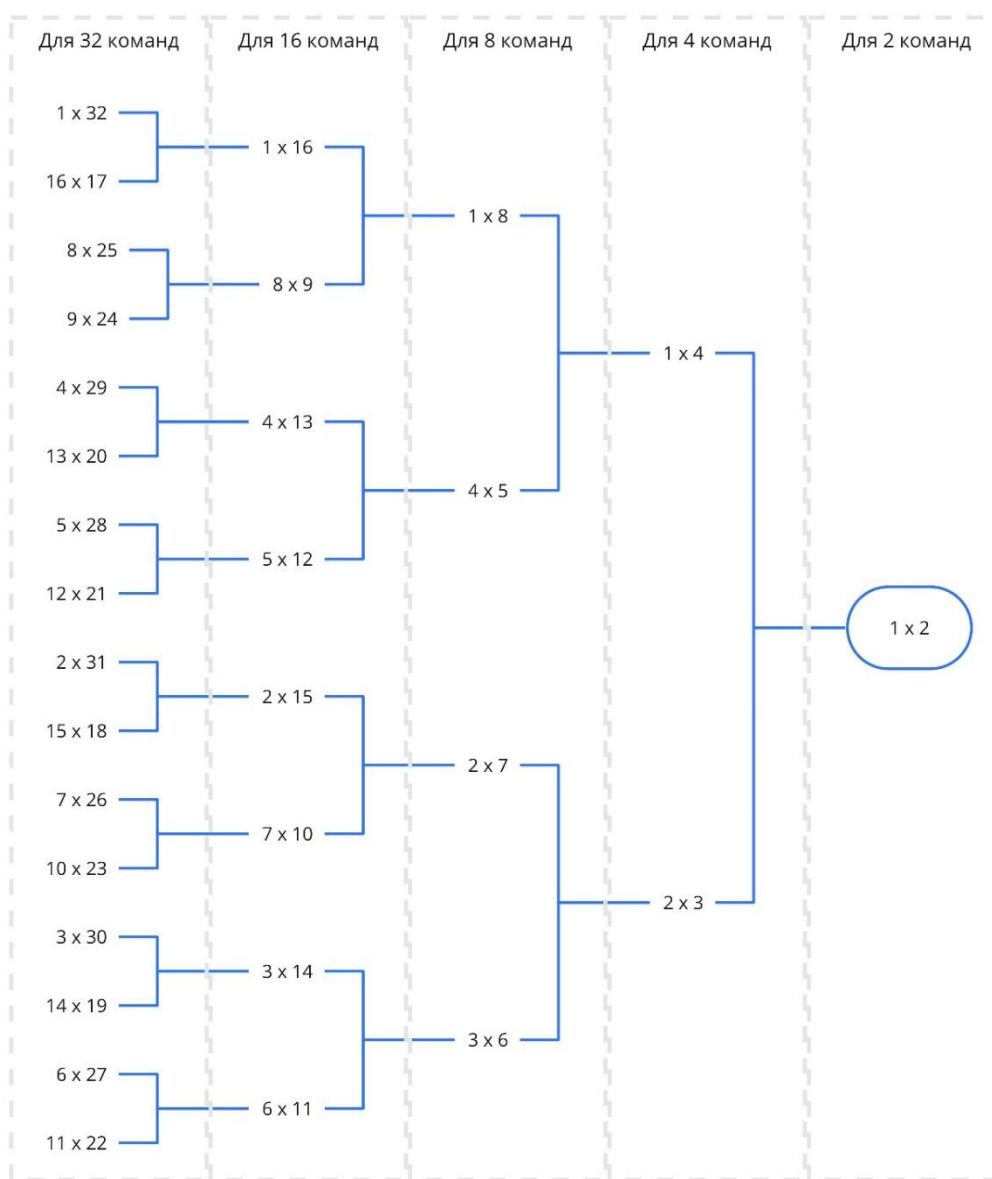 Для 32 команд
Для 16 команд
Для 8 команд
Для 4 команд
Для 2 команд
1 x 32
16 x 17
8 x 25
9 x 24
4 x 29
13 x 20
5 x 28
12 x 21
2 x 31
15 x 18
7 x 26
10 x 23
3 x 30
14 x 19
6 x 27
11 x 22
1 x 16
8 x 9
4 x 13
5 x 12
2 x 15
7 x 10
3 x 14
6 x 11
1 x 8
4 x 5
2 x 7
3 x 6
1 x 4
2 x 3
1 x 2